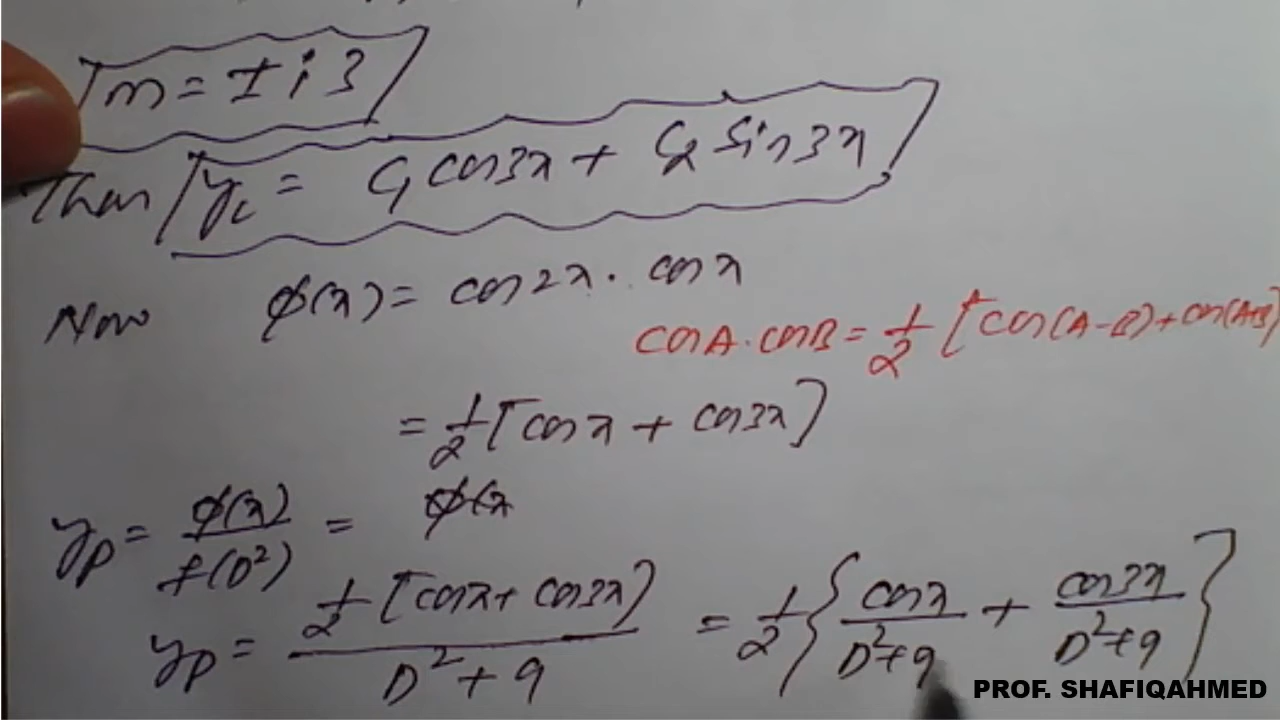 m = ± i 3
Then y_c = C₁ cos3x + C₂ sin3x
Now φ(x) = cos2x · cosx
cosA · cosB = 1/2 [cos(A-B) + cos(A+B)]
= 1/2 [cosx + cos3x]
y_p = φ(x)/f(D²) = φ(x
y_p = 1/2 [cosx + cos3x] / D² + 9 = 1/2 { cosx / D² + 9 + cos3x / D² + 9 }
PROF. SHAFIQAHMED